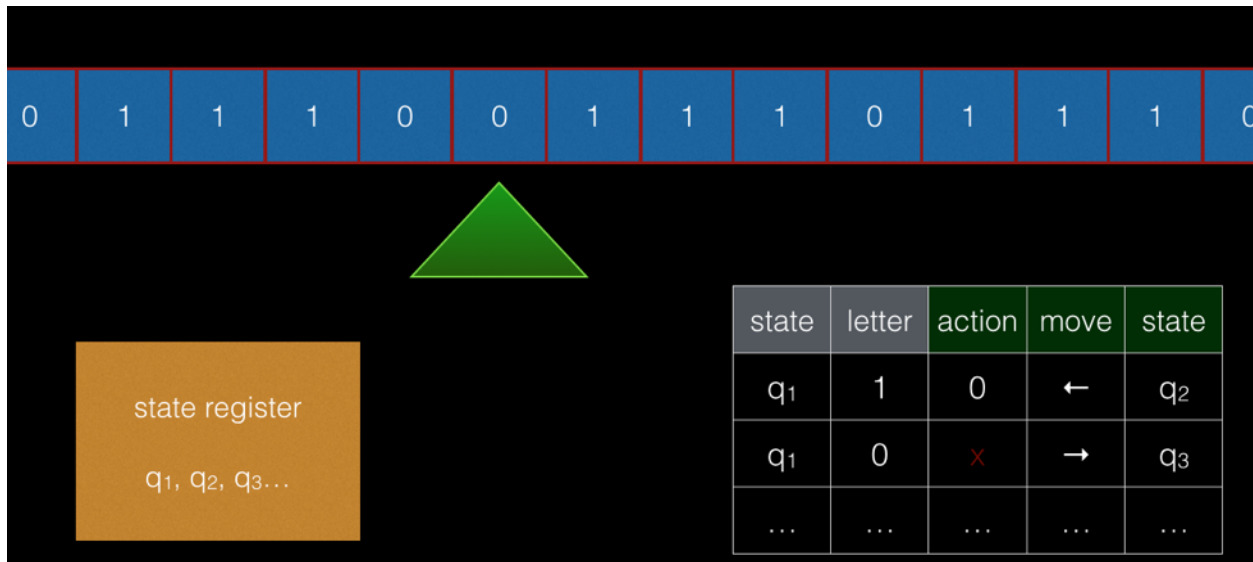 0 1 1 1 0 0 1 1 1 0 1 1 1 0
state letter action move state
q₁ 1 0 ← q₂
q₁ 0 x → q₃
... ... ... ... ...
state register
q₁, q₂, q₃...